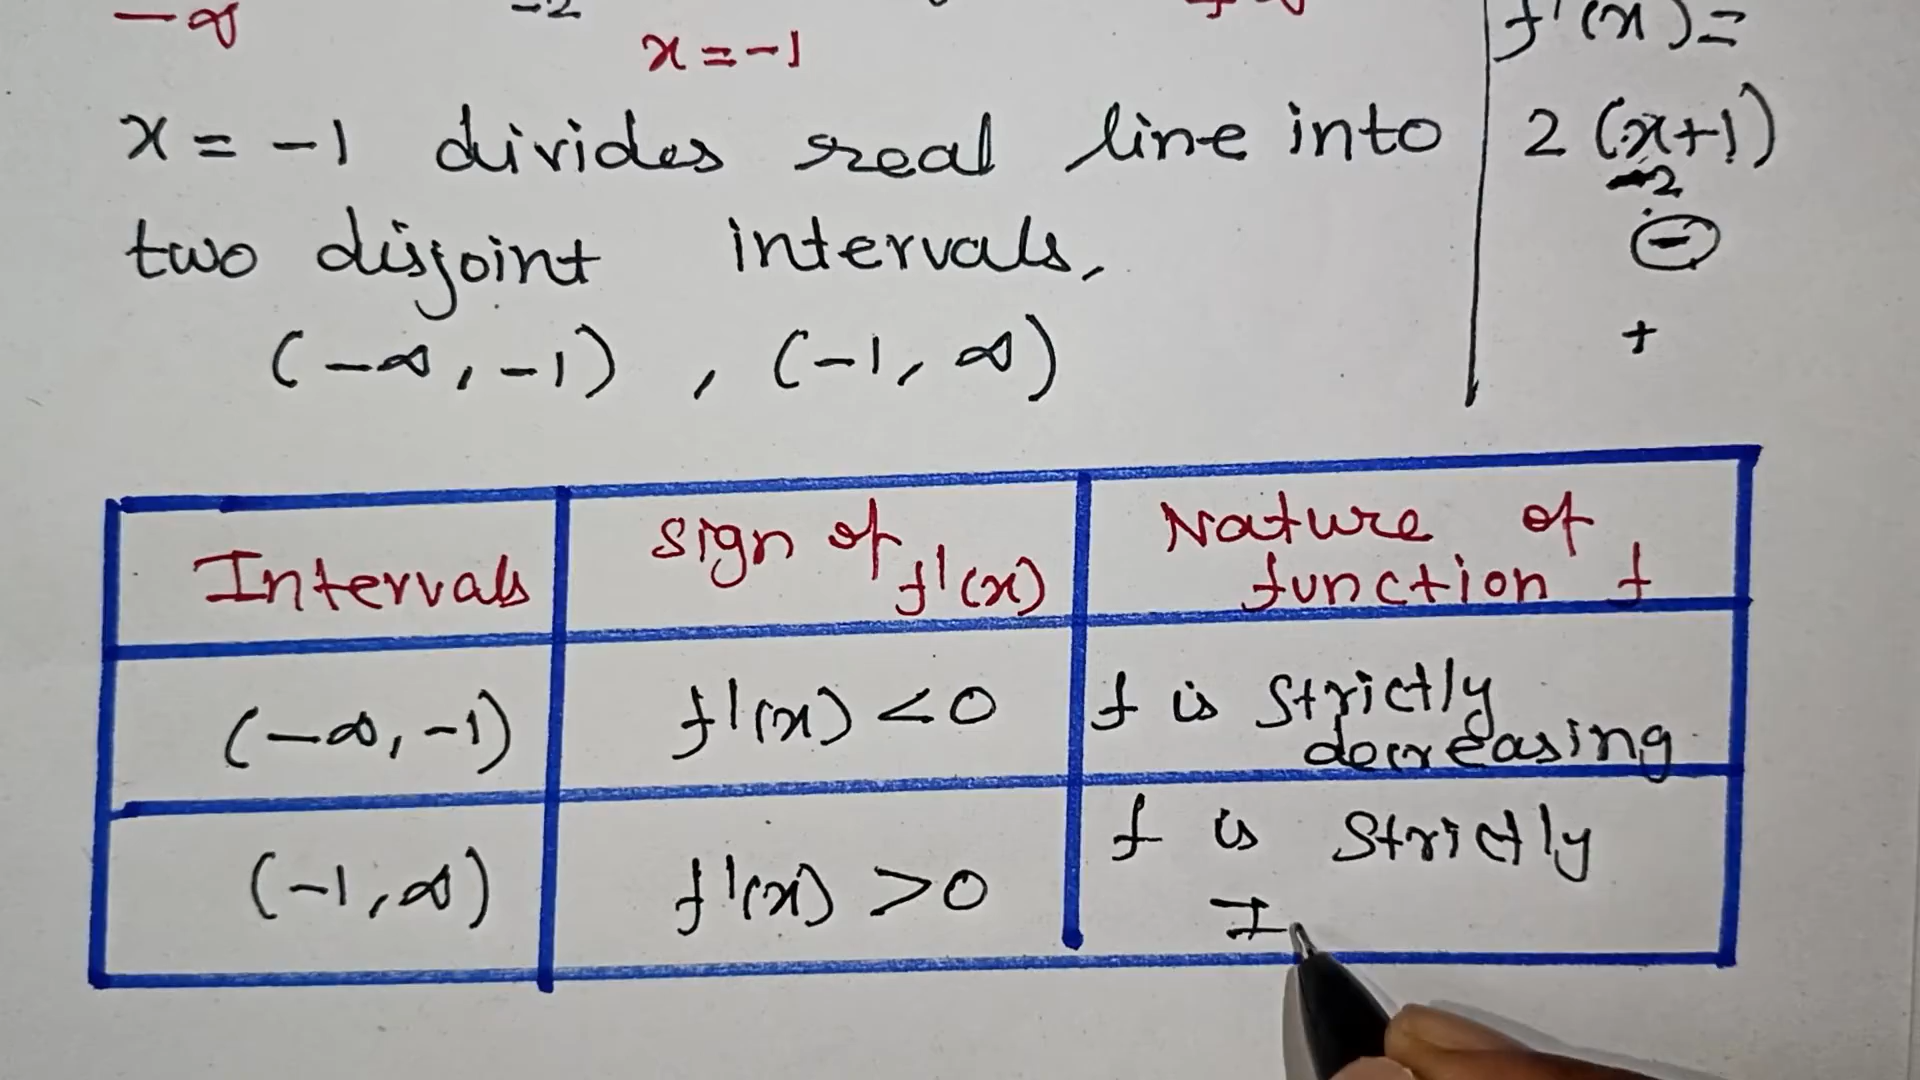 -∞ -2
x = -1
x = -1 divides real line into
two disjoint intervals,
(-∞, -1) , (-1, ∞)
f'(x) =
2 (x+1)
-2
-
+
Intervals
Sign of f'(x)
Nature of
function f
(-∞, -1)
f'(x) < 0
f is Strictly
decreasing
(-1, ∞)
f'(x) > 0
f is Strictly
I